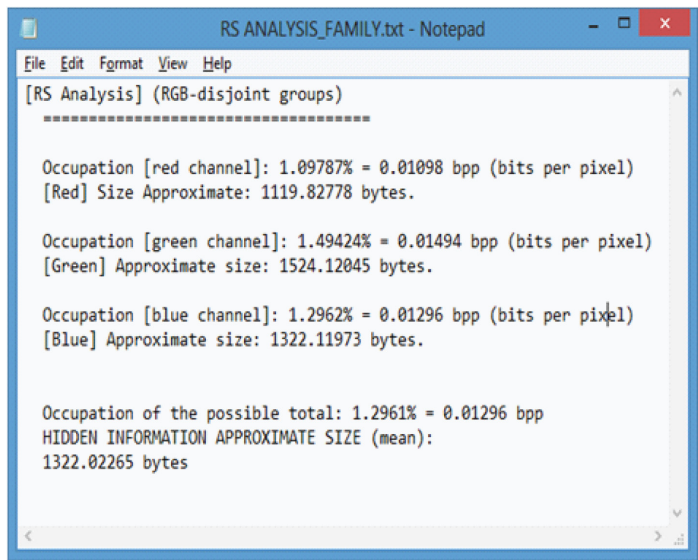 RS ANALYSIS_FAMILY.txt - Notepad
File Edit Format View Help
[RS Analysis] (RGB-disjoint groups)
====================================
Occupation [red channel]: 1.09787% = 0.01098 bpp (bits per pixel)
[Red] Size Approximate: 1119.82778 bytes.
Occupation [green channel]: 1.49424% = 0.01494 bpp (bits per pixel)
[Green] Approximate size: 1524.12045 bytes.
Occupation [blue channel]: 1.2962% = 0.01296 bpp (bits per pixel)
[Blue] Approximate size: 1322.11973 bytes.
Occupation of the possible total: 1.2961% = 0.01296 bpp
HIDDEN INFORMATION APPROXIMATE SIZE (mean):
1322.02265 bytes